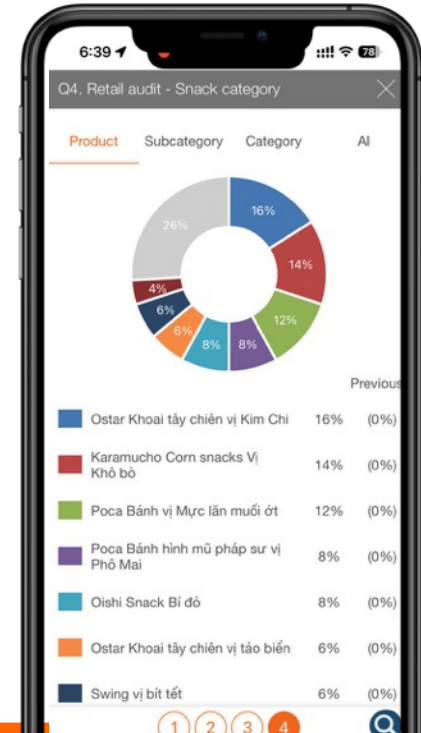 6:39
78
Q4. Retail audit - Snack category
Product Subcategory Category AI
26%
16%
14%
4%
6%
12%
6%
8%
8%
Previous
Ostar Khoai tây chiên vị Kim Chi 16% (0%)
Karamucho Corn snacks Vị
Khô bò 14% (0%)
Poca Bánh vị Mực lăn muối ớt 12% (0%)
Poca Bánh hình mũ pháp sư vị
Phô Mai 8% (0%)
Oishi Snack Bí đỏ 8% (0%)
Ostar Khoai tây chiên vị tảo biển 6% (0%)
Swing vị bít tết 6% (0%)
1 2 3 4